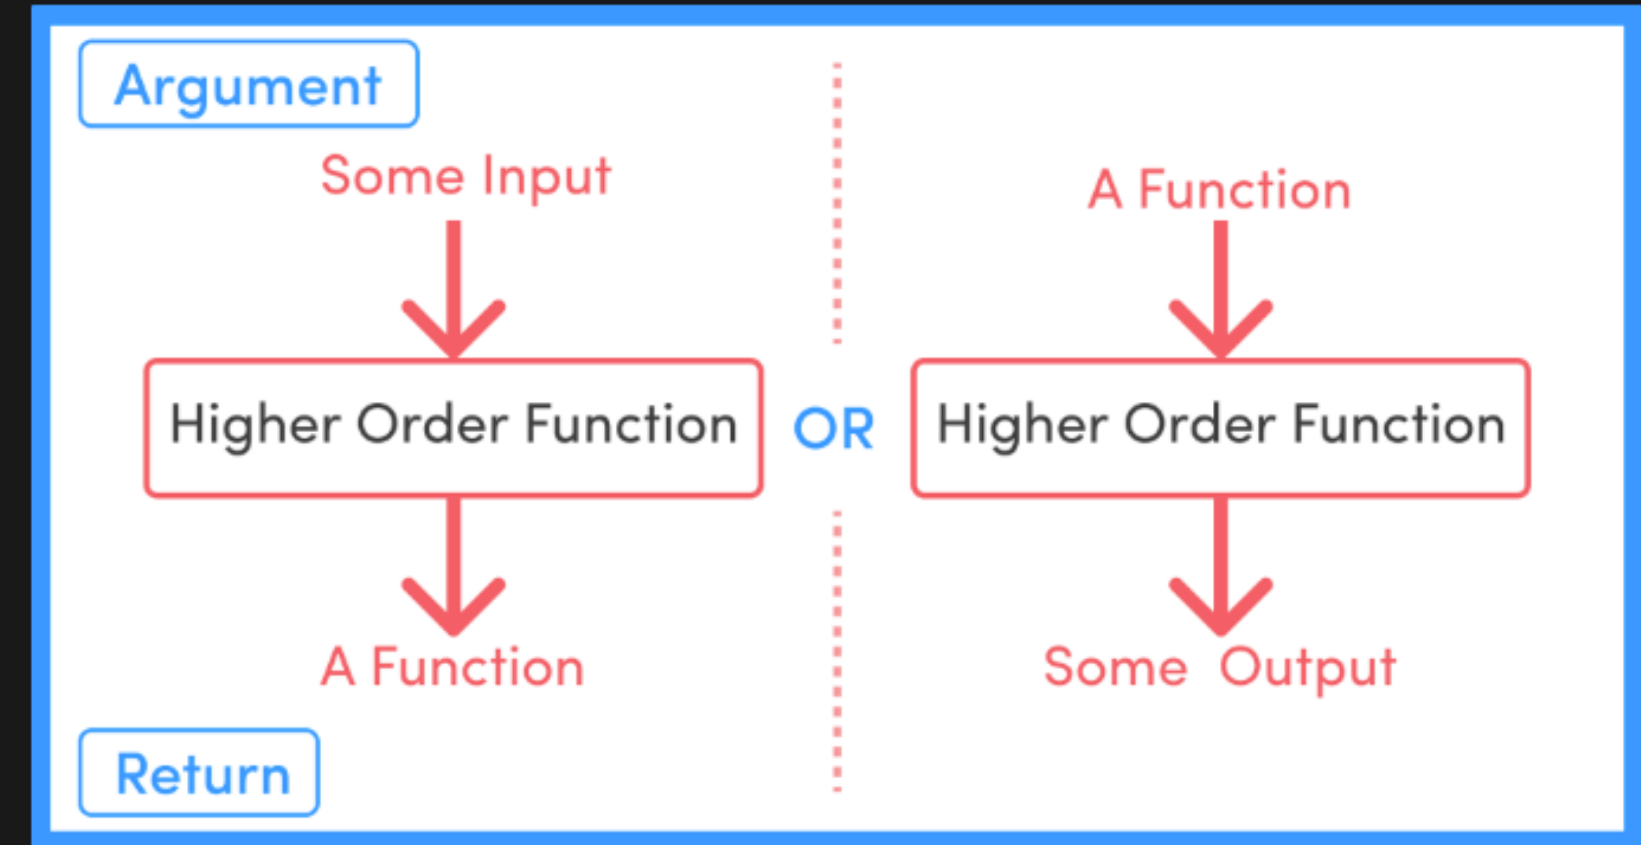 Argument
Some Input
A Function
Higher Order Function
OR
Higher Order Function
A Function
Some Output
Return